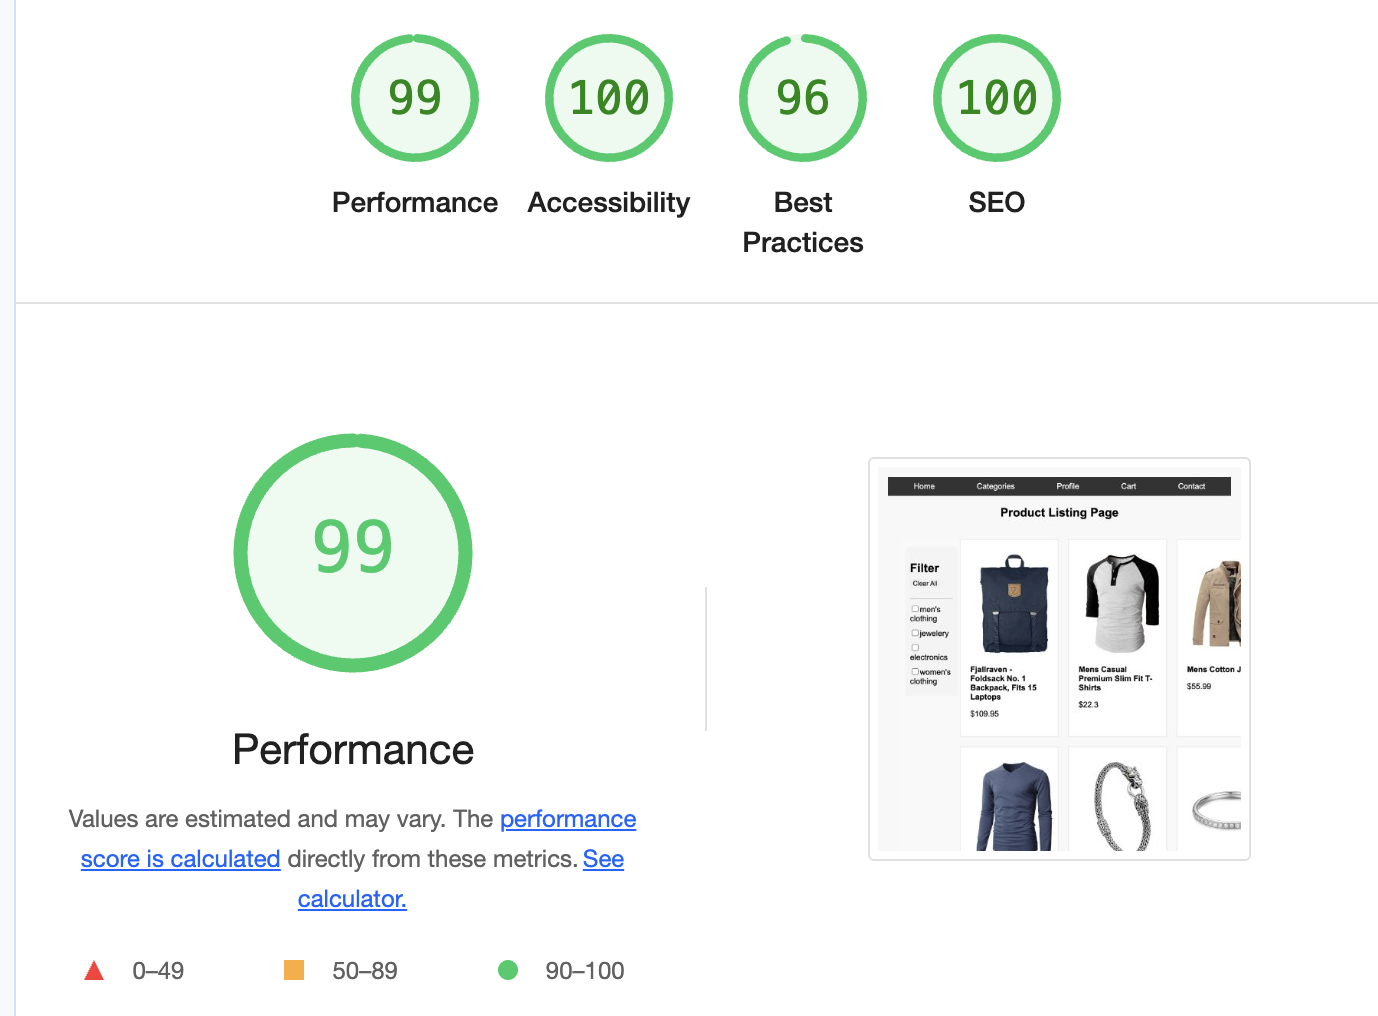 99
100
96
100
Performance
Accessibility
Best
Practices
SEO
99
Performance
Values are estimated and may vary. The performance
score is calculated directly from these metrics. See
calculator.
0–49
50–89
90–100
Home
Categories
Profile
Cart
Contact
Product Listing Page
Filter
Clear All
men's
clothing
jewelery
electronics
women's
clothing
Fjallraven -
Foldsack No. 1
Backpack, Fits 15
Laptops
$109.95
Mens Casual
Premium Slim Fit T-
Shirts
$22.3
Mens Cotton J
$55.99